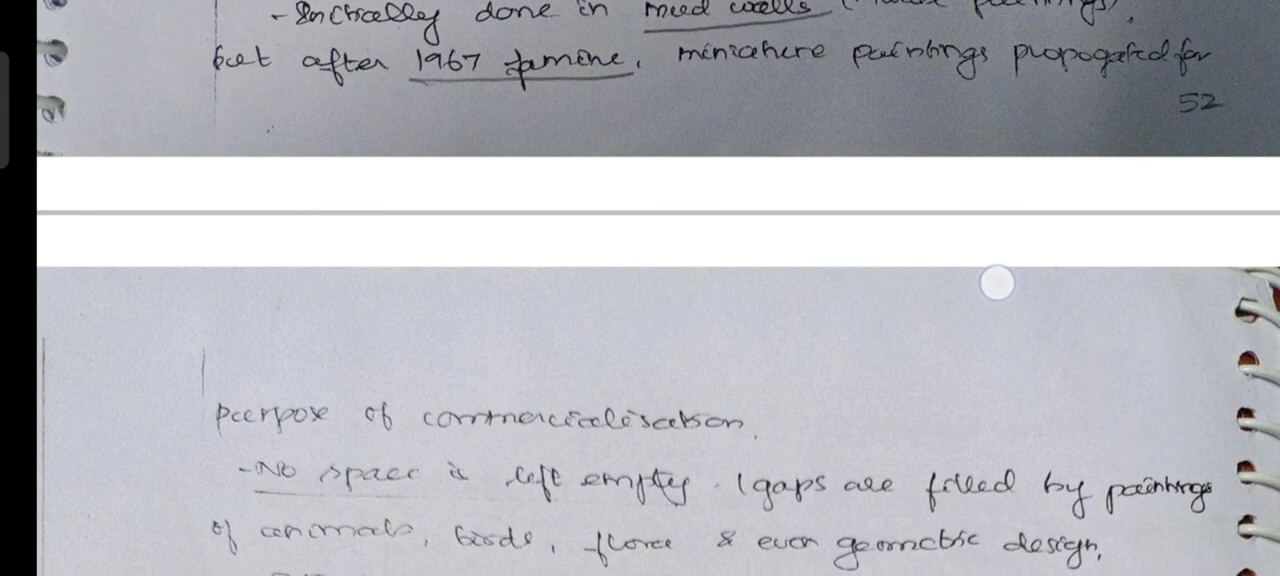 - Initially done in mud walls
but after 1967 famine, miniature paintings propogated for
52
purpose of commercialisation.
- No space is left empty. gaps are filled by paintings
of animals, birds, flora & even geometric design,